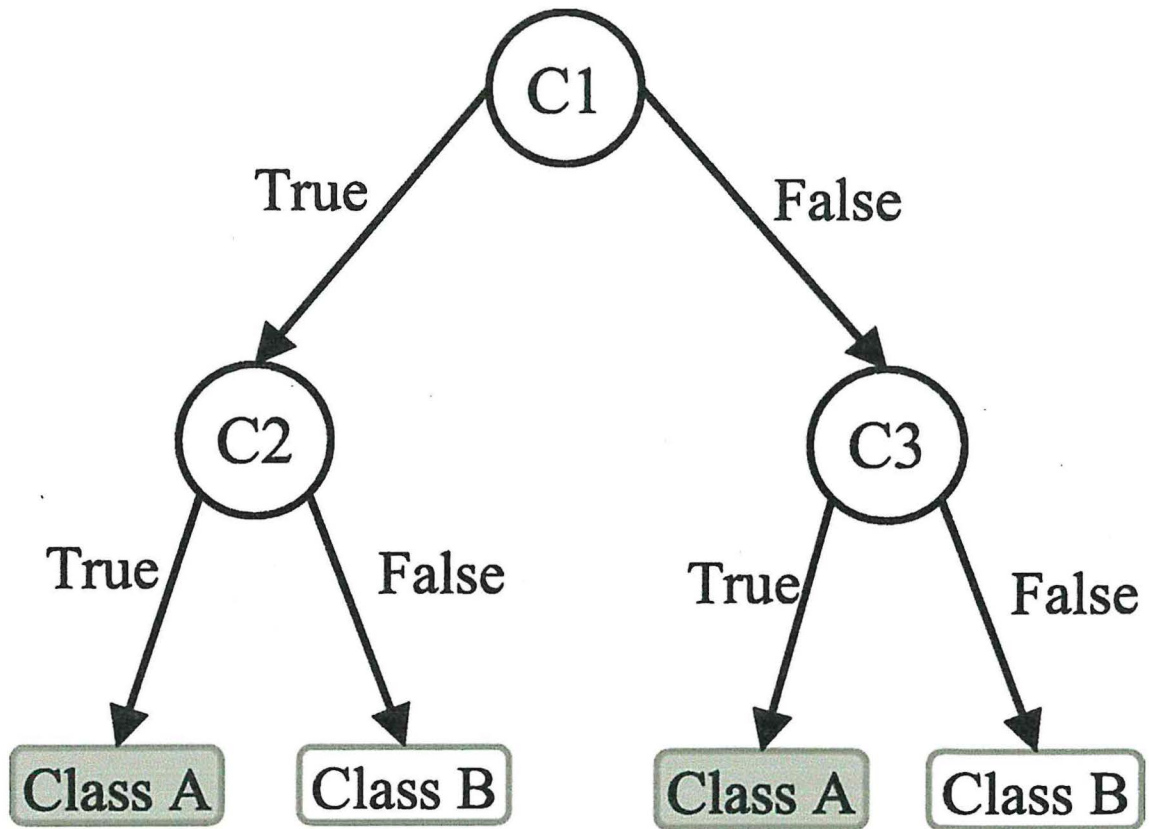 C1
True
False
C2
C3
True
False
True
False
Class A
Class B
Class A
Class B